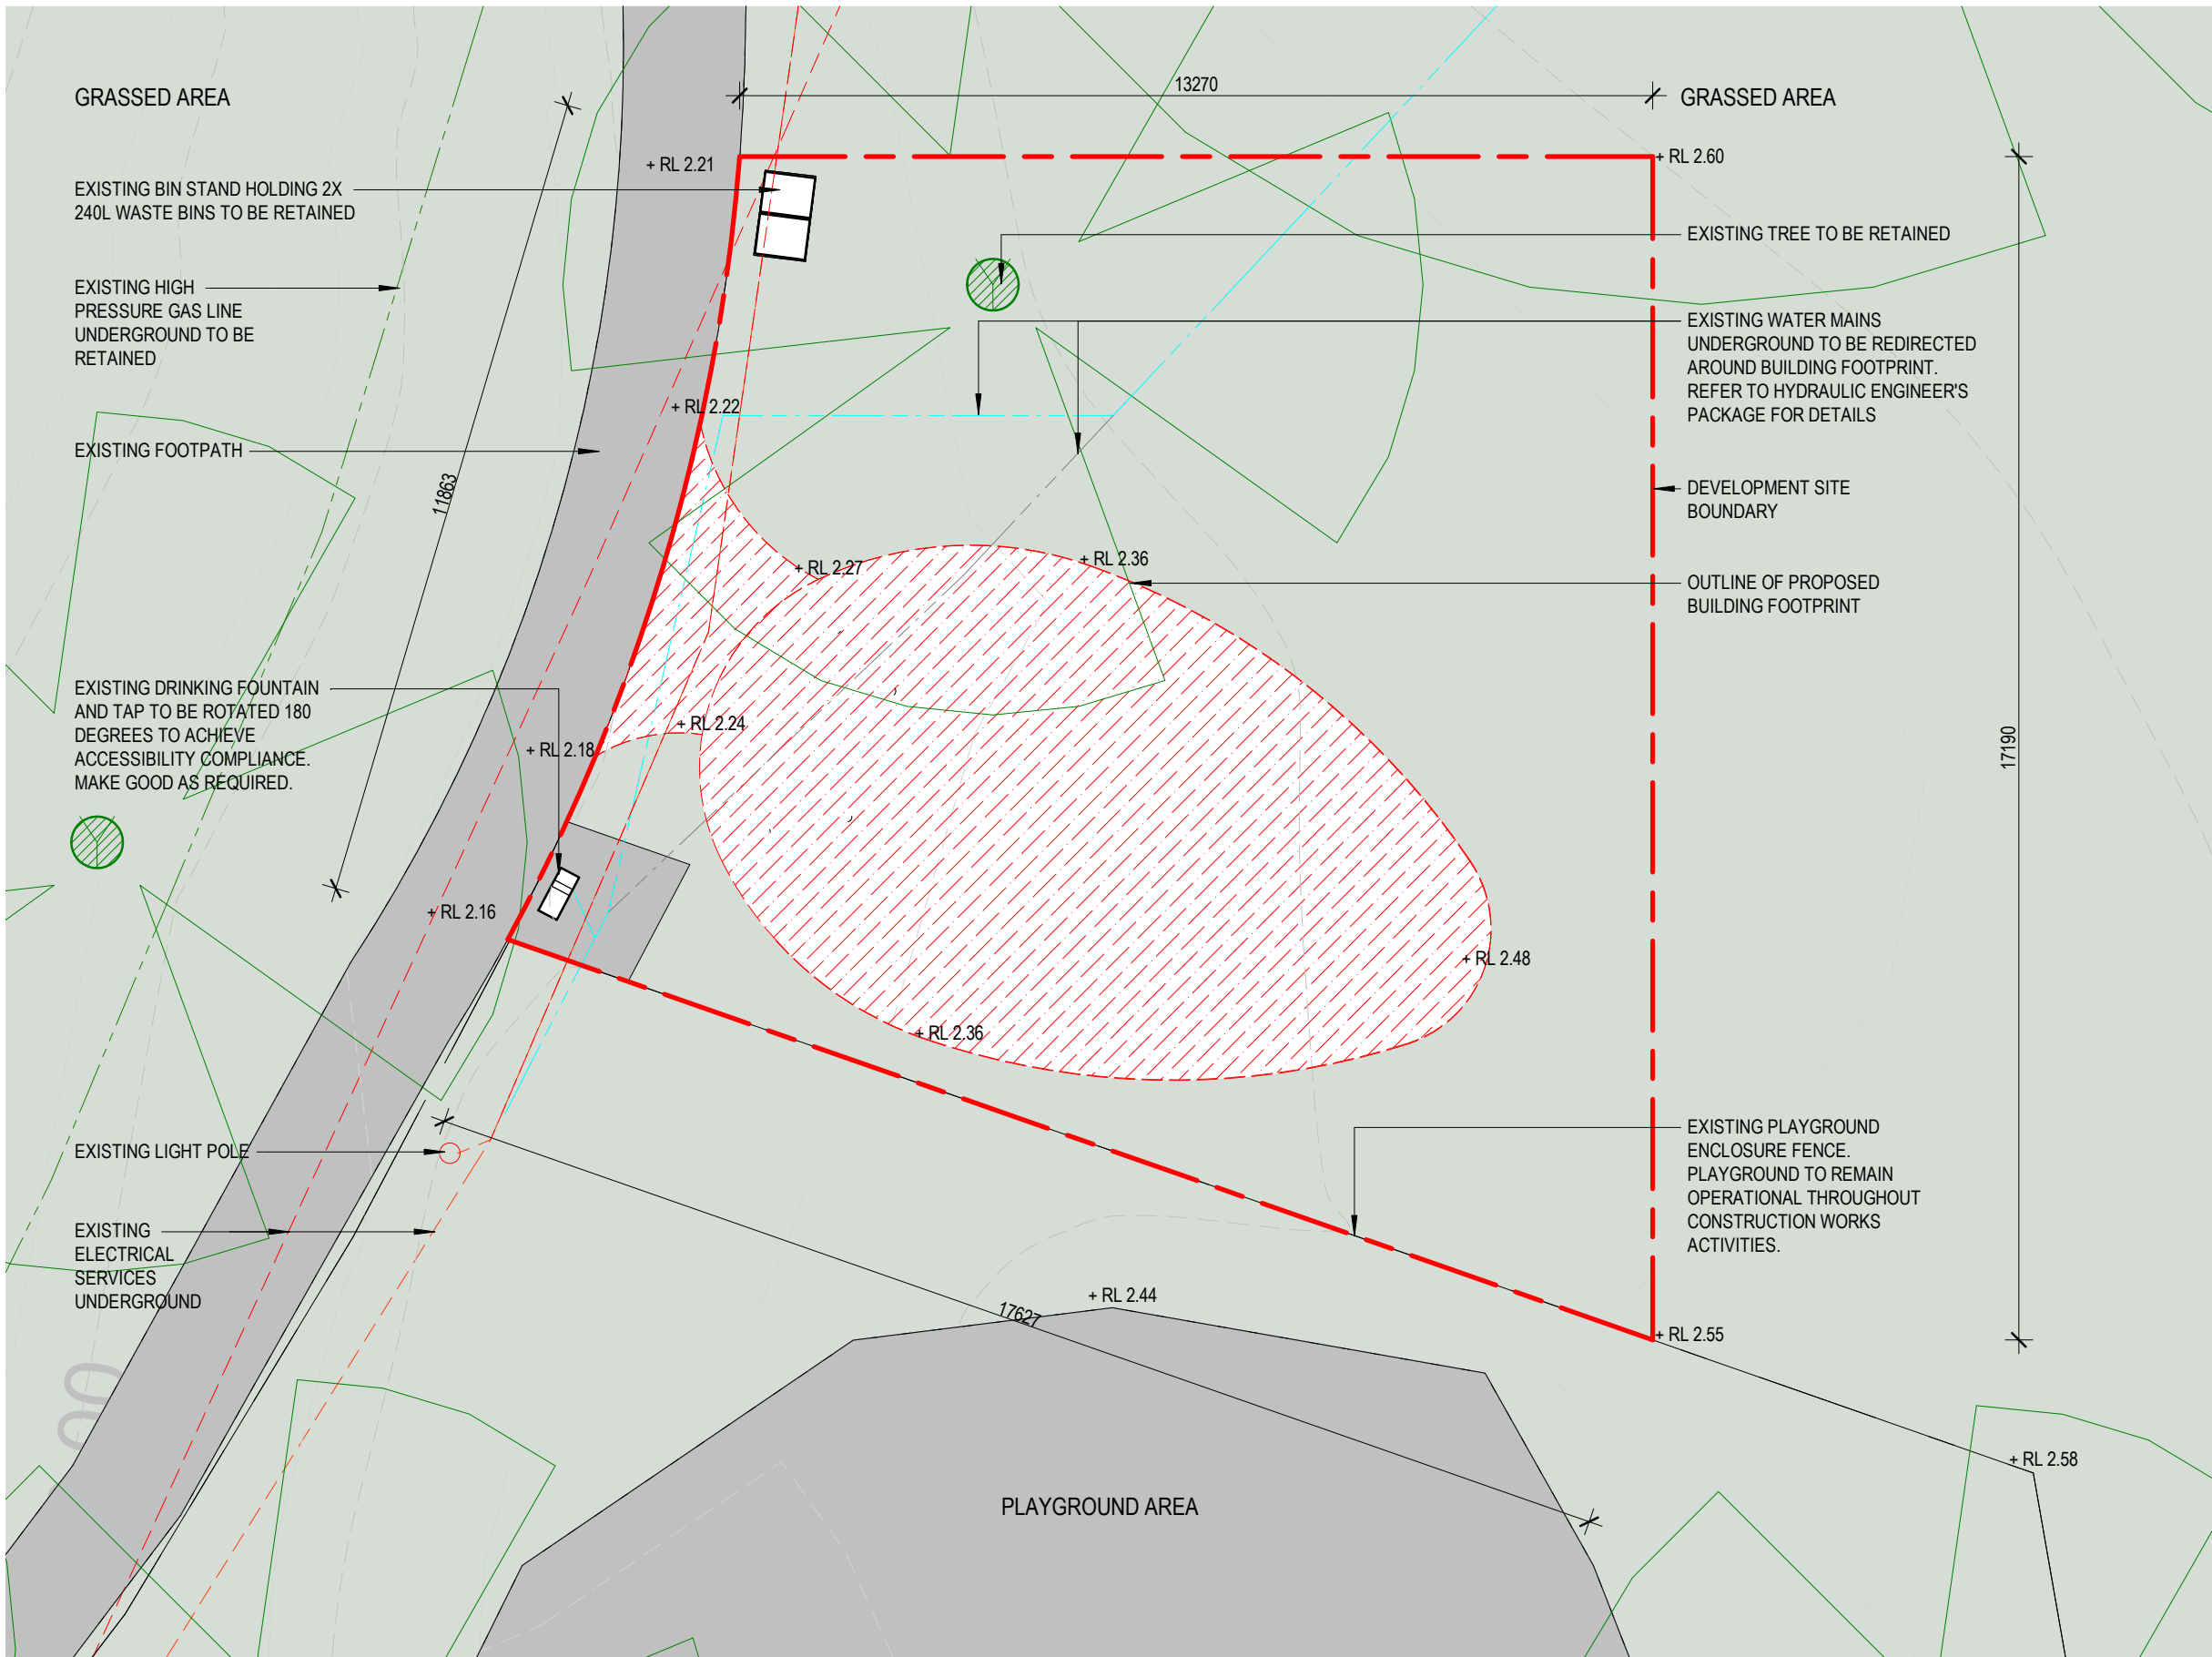 13270
GRASSED AREA
GRASSED AREA
+ RL 2.21
+ RL 2.60
EXISTING BIN STAND HOLDING 2X
240L WASTE BINS TO BE RETAINED
EXISTING TREE TO BE RETAINED
EXISTING HIGH
PRESSURE GAS LINE
UNDERGROUND TO BE
RETAINED
EXISTING WATER MAINS
UNDERGROUND TO BE REDIRECTED
AROUND BUILDING FOOTPRINT.
REFER TO HYDRAULIC ENGINEER'S
PACKAGE FOR DETAILS
+ RL 2.22
EXISTING FOOTPATH
11863
DEVELOPMENT SITE
BOUNDARY
+ RL 2.27
+ RL 2.36
OUTLINE OF PROPOSED
BUILDING FOOTPRINT
EXISTING DRINKING FOUNTAIN
AND TAP TO BE ROTATED 180
DEGREES TO ACHIEVE
ACCESSIBILITY COMPLIANCE.
MAKE GOOD AS REQUIRED.
+ RL 2.24
+ RL 2.18
17190
+ RL 2.16
+ RL 2.48
+ RL 2.36
EXISTING LIGHT POLE
EXISTING PLAYGROUND
ENCLOSURE FENCE.
PLAYGROUND TO REMAIN
OPERATIONAL THROUGHOUT
CONSTRUCTION WORKS
ACTIVITIES.
EXISTING
ELECTRICAL
SERVICES
UNDERGROUND
+ RL 2.44
17627
+ RL 2.55
00
+ RL 2.58
PLAYGROUND AREA